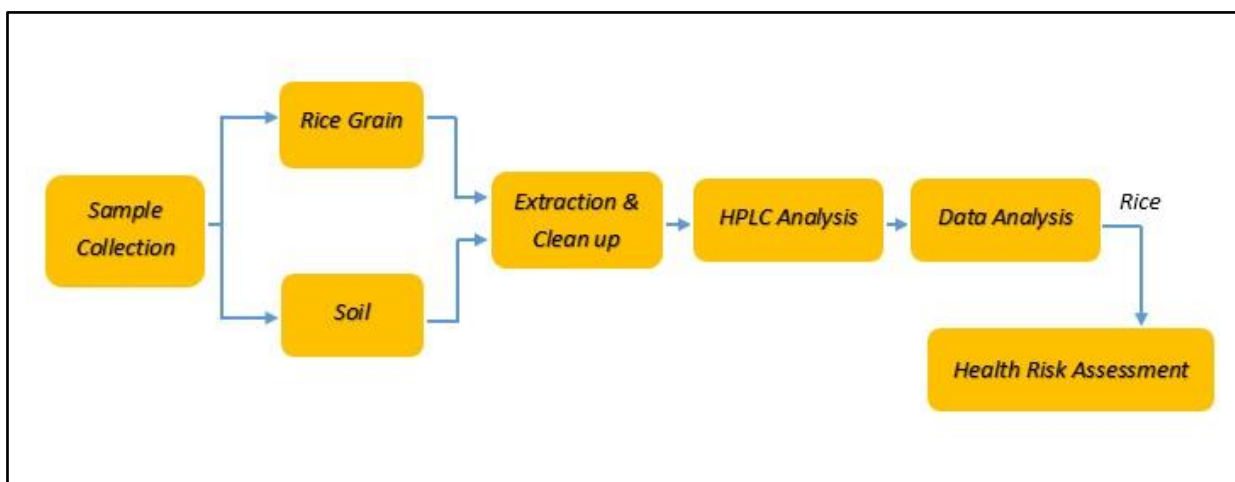 Rice Grain
Sample
Collection
Extraction &
Clean up
HPLC Analysis
Data Analysis
Rice
Soil
Health Risk Assessment